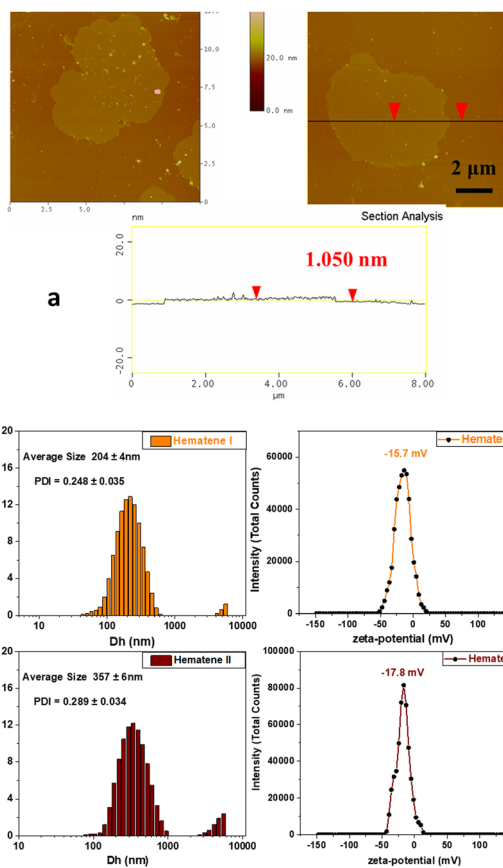 12.5
10.0
7.5
5.0
2.5
0
0
2.5
5.0
nm
20.0 nm
0.0 nm
2 µm
Section Analysis
20.0
0
-20.0
1.050 nm
a
0
2.00
4.00
6.00
8.00
µm
20
16
12
8
4
0
Hematene I
Average Size 204 ± 4nm
PDI = 0.248 ± 0.035
10
100
1000
10000
Dh (nm)
Intensity (Total Counts)
60000
40000
20000
0
Hematene
-15.7 mV
-150
-100
-50
0
50
100
zeta-potential (mV)
20
16
12
8
4
0
Hematene II
Average Size 357 ± 6nm
PDI = 0.289 ± 0.034
10
100
1000
10000
Dh (nm)
Intensity (Total Counts)
100000
80000
60000
40000
20000
0
Hematene
-17.8 mV
-150
-100
-50
0
50
100
zeta-potential (mV)